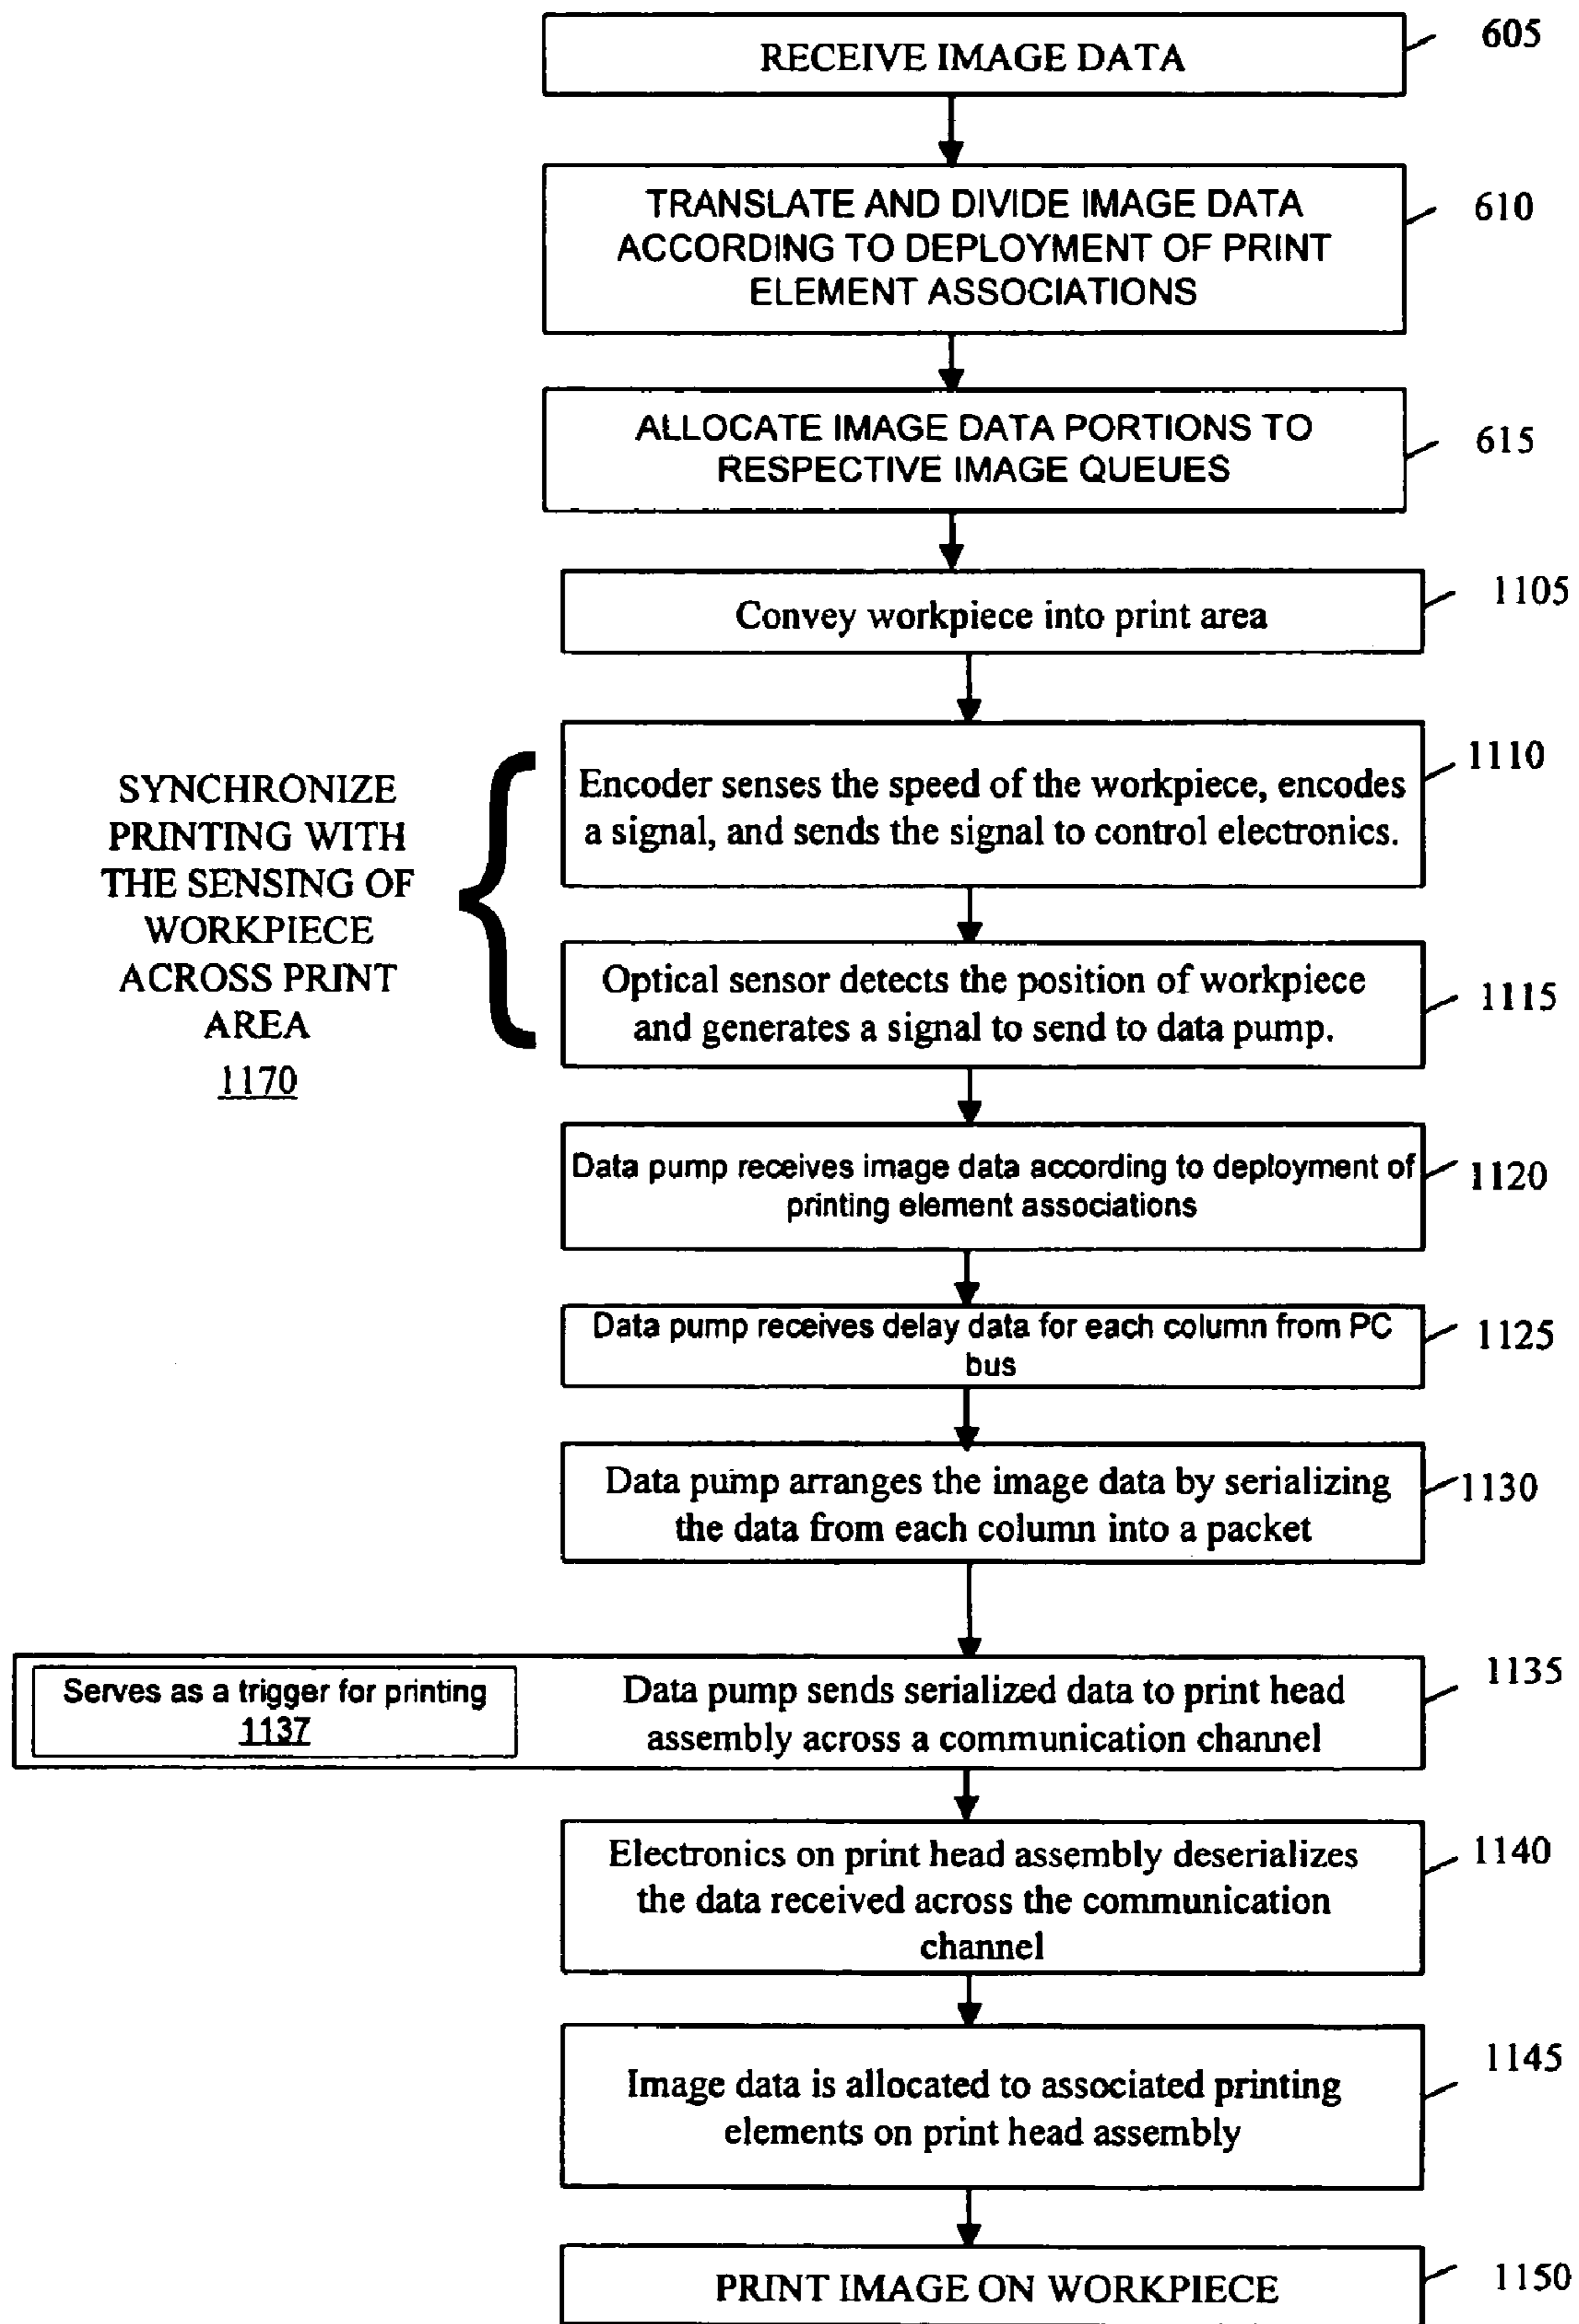 RECEIVE IMAGE DATA
605
TRANSLATE AND DIVIDE IMAGE DATA
ACCORDING TO DEPLOYMENT OF PRINT
ELEMENT ASSOCIATIONS
610
ALLOCATE IMAGE DATA PORTIONS TO
RESPECTIVE IMAGE QUEUES
615
Convey workpiece into print area
1105
SYNCHRONIZE
PRINTING WITH
THE SENSING OF
WORKPIECE
ACROSS PRINT
AREA
1170
Encoder senses the speed of the workpiece, encodes
a signal, and sends the signal to control electronics.
1110
Optical sensor detects the position of workpiece
and generates a signal to send to data pump.
1115
Data pump receives image data according to deployment of
printing element associations
1120
Data pump receives delay data for each column from PC
bus
1125
Data pump arranges the image data by serializing
the data from each column into a packet
1130
Serves as a trigger for printing
1137
Data pump sends serialized data to print head
assembly across a communication channel
1135
Electronics on print head assembly deserializes
the data received across the communication
channel
1140
Image data is allocated to associated printing
elements on print head assembly
1145
PRINT IMAGE ON WORKPIECE
1150